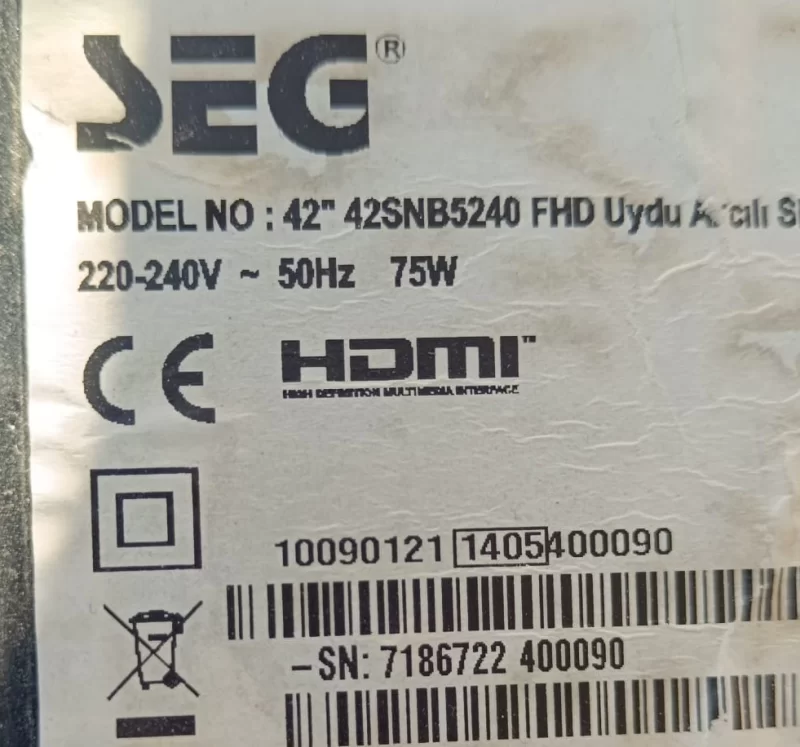 SEG®
MODEL NO : 42" 42SNB5240 FHD Uydu
220-240V ~ 50Hz 75W
CE HDMI™
HIGH DEFINITION MULTIMEDIA INTERFACE
10090121 1405400090
-SN: 7186722 400090